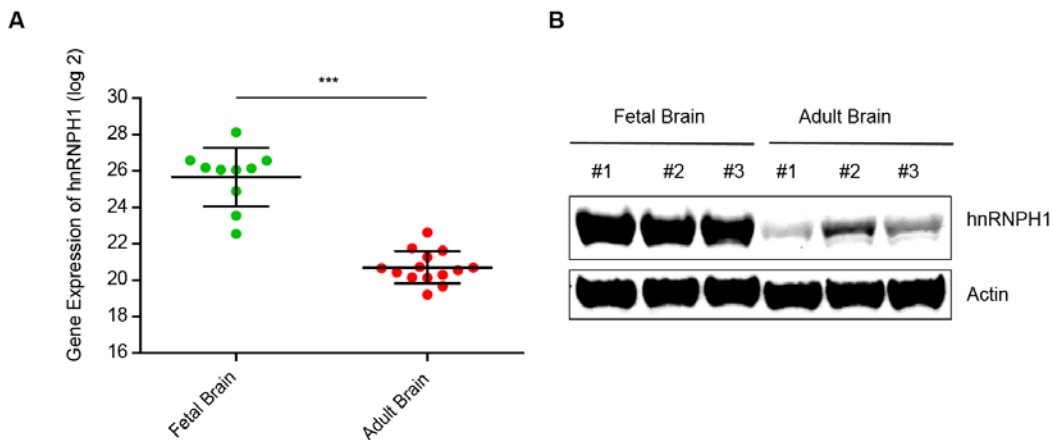 A
Gene Expression of hnRNPH1 (log 2)
***
30
28
26
24
22
20
18
16
Fetal Brain
Adult Brain
B
Fetal Brain Adult Brain
#1 #2 #3 #1 #2 #3
hnRNPH1
Actin